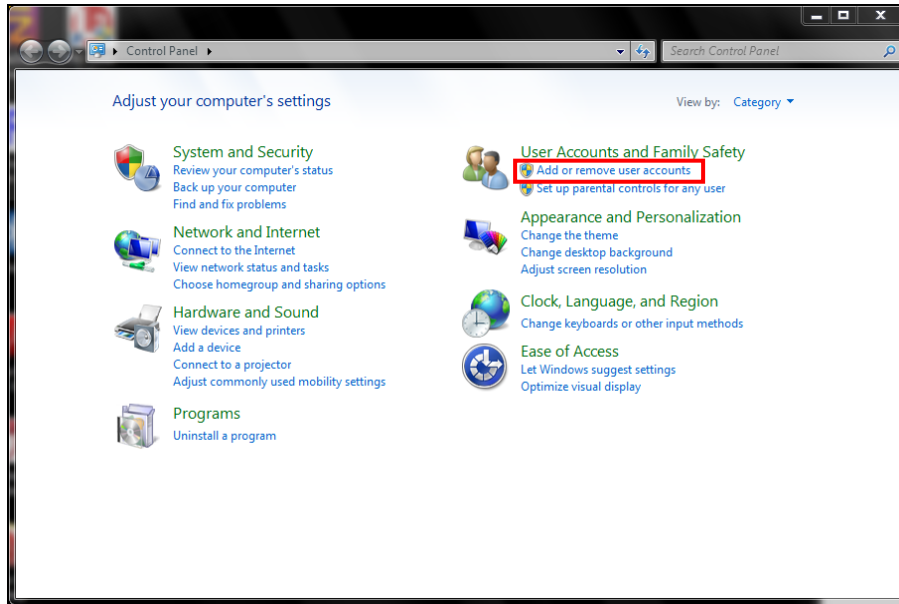 Control Panel
Search Control Panel
Adjust your computer's settings
View by: Category
System and Security
Review your computer's status
Back up your computer
Find and fix problems
Network and Internet
Connect to the Internet
View network status and tasks
Choose homegroup and sharing options
Hardware and Sound
View devices and printers
Add a device
Connect to a projector
Adjust commonly used mobility settings
Programs
Uninstall a program
User Accounts and Family Safety
Add or remove user accounts
Set up parental controls for any user
Appearance and Personalization
Change the theme
Change desktop background
Adjust screen resolution
Clock, Language, and Region
Change keyboards or other input methods
Ease of Access
Let Windows suggest settings
Optimize visual display